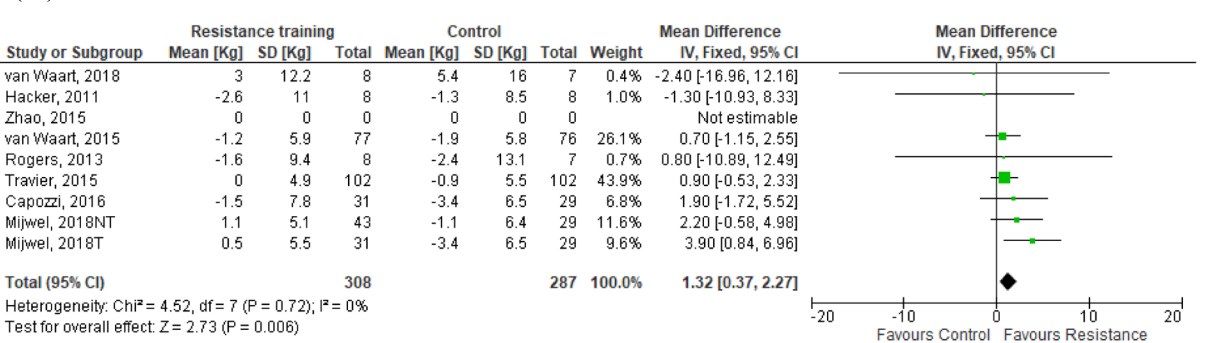 Resistance training Control Mean Difference Mean Difference
Study or Subgroup Mean [Kg] SD [Kg] Total Mean [Kg] SD [Kg] Total Weight IV, Fixed, 95% CI IV, Fixed, 95% CI
van Waart, 2018 3 12.2 8 5.4 16 7 0.4% -2.40 [-16.96, 12.16]
Hacker, 2011 -2.6 11 8 -1.3 8.5 8 1.0% -1.30 [-10.93, 8.33]
Zhao, 2015 0 0 0 0 0 0 Not estimable
van Waart, 2015 -1.2 5.9 77 -1.9 5.8 76 26.1% 0.70 [-1.15, 2.55]
Rogers, 2013 -1.6 9.4 8 -2.4 13.1 7 0.7% 0.80 [-10.89, 12.49]
Travier, 2015 0 4.9 102 -0.9 5.5 102 43.9% 0.90 [-0.53, 2.33]
Capozzi, 2016 -1.5 7.8 31 -3.4 6.5 29 6.8% 1.90 [-1.72, 5.52]
Mijwel, 2018NT 1.1 5.1 43 -1.1 6.4 29 11.6% 2.20 [-0.58, 4.98]
Mijwel, 2018T 0.5 5.5 31 -3.4 6.5 29 9.6% 3.90 [0.84, 6.96]
Total (95% CI) 308 287 100.0% 1.32 [0.37, 2.27]
Heterogeneity: Chi² = 4.52, df = 7 (P = 0.72); I² = 0%
Test for overall effect: Z = 2.73 (P = 0.006)
-20 -10 0 10 20
Favours Control Favours Resistance